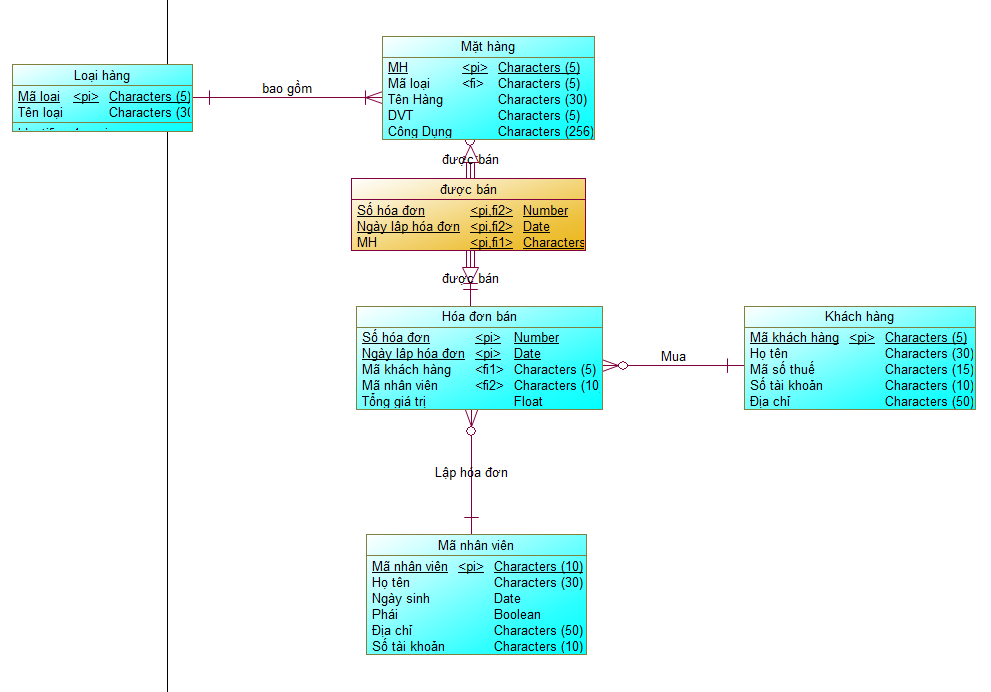 Loại hàng
Mã loại <pi> Characters (5)
Tên loại Characters (30
bao gồm
Mặt hàng
MH <pi> Characters (5)
Mã loại <fi> Characters (5)
Tên Hàng Characters (30)
DVT Characters (5)
Công Dụng Characters (256)
được bán
được bán
Số hóa đơn <pi,fi2> Number
Ngày lập hóa đơn <pi,fi2> Date
MH <pi,fi1> Characters
được bán
Hóa đơn bán
Số hóa đơn <pi> Number
Ngày lập hóa đơn <pi> Date
Mã khách hàng <fi1> Characters (5)
Mã nhân viên <fi2> Characters (10
Tổng giá trị Float
Mua
Khách hàng
Mã khách hàng <pi> Characters (5)
Họ tên Characters (30)
Mã số thuế Characters (15)
Số tài khoản Characters (10)
Địa chỉ Characters (50)
Lập hóa đơn
Mã nhân viên
Mã nhân viên <pi> Characters (10)
Họ tên Characters (30)
Ngày sinh Date
Phái Boolean
Địa chỉ Characters (50)
Số tài khoản Characters (10)